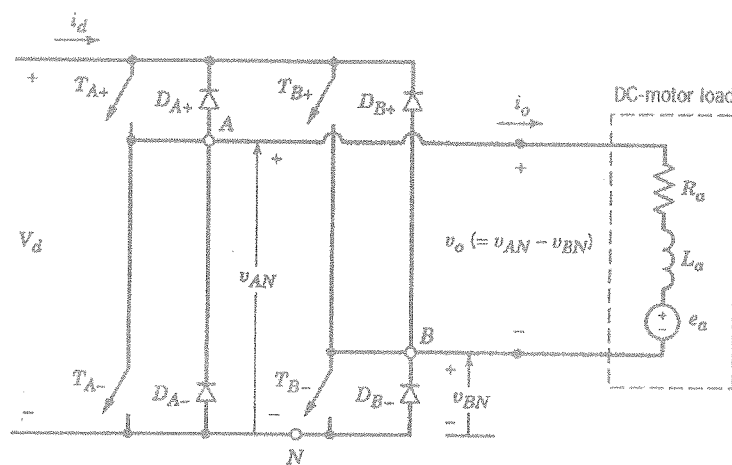 i_d
+
T_A+
D_A+
T_B+
D_B+
A
i_o
DC-motor load
+
+
R_a
V_d
v_AN
v_o (= v_AN − v_BN)
L_a
+
−
e_a
B
−
T_A−
D_A−
T_B−
D_B−
+
v_BN
−
−
−
N